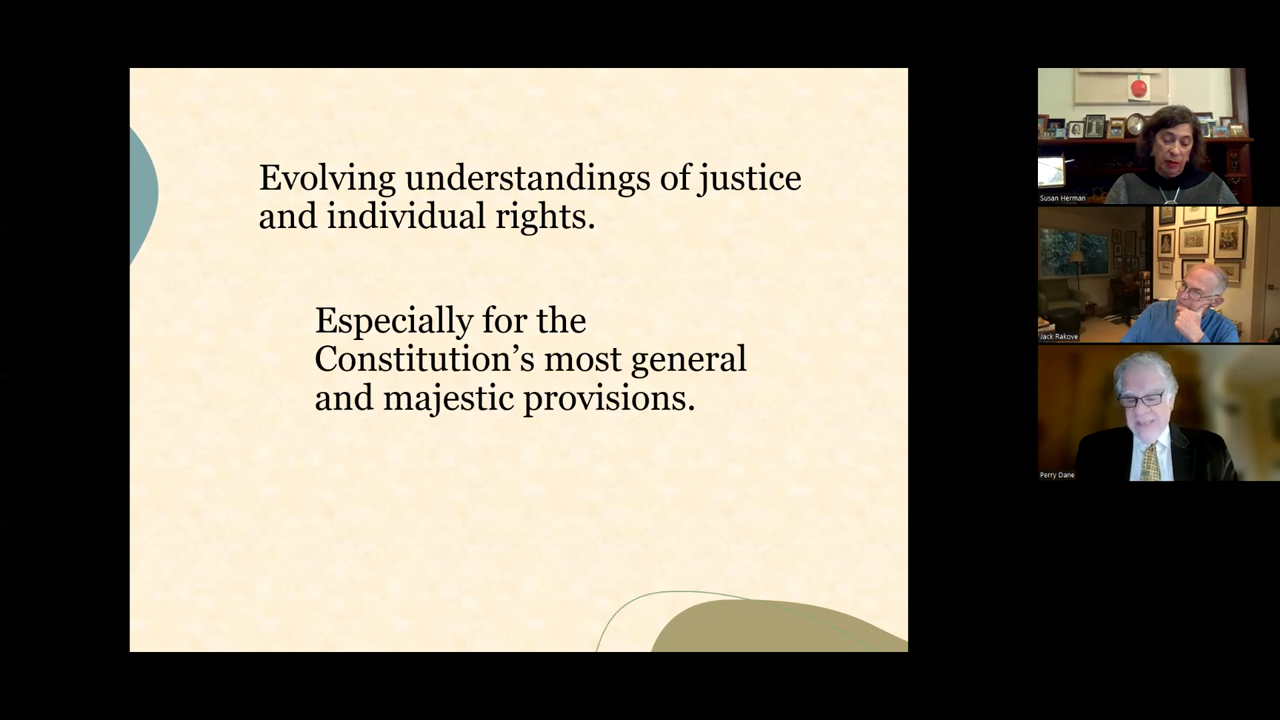 Evolving understandings of justice
and individual rights.
Especially for the
Constitution’s most general
and majestic provisions.
Susan Herman
Jack Rakove
Perry Dane